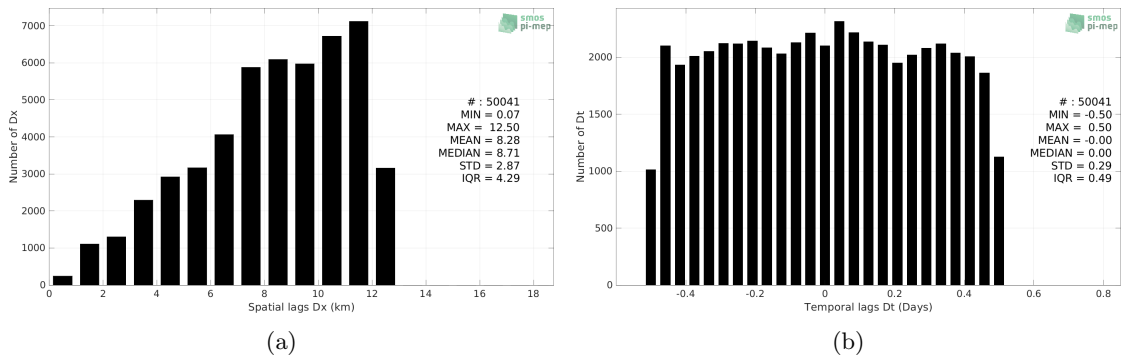 7000
6000
5000
4000
3000
2000
1000
0
Number of Dx
0 2 4 6 8 10 12 14 16 18
Spatial lags Dx (km)
smos
pi-mep
# : 50041
MIN = 0.07
MAX = 12.50
MEAN = 8.28
MEDIAN = 8.71
STD = 2.87
IQR = 4.29
(a)
2000
1500
1000
500
0
Number of Dt
-0.4 -0.2 0 0.2 0.4 0.6 0.8
Temporal lags Dt (Days)
smos
pi-mep
# : 50041
MIN = -0.50
MAX = 0.50
MEAN = -0.00
MEDIAN = 0.00
STD = 0.29
IQR = 0.49
(b)